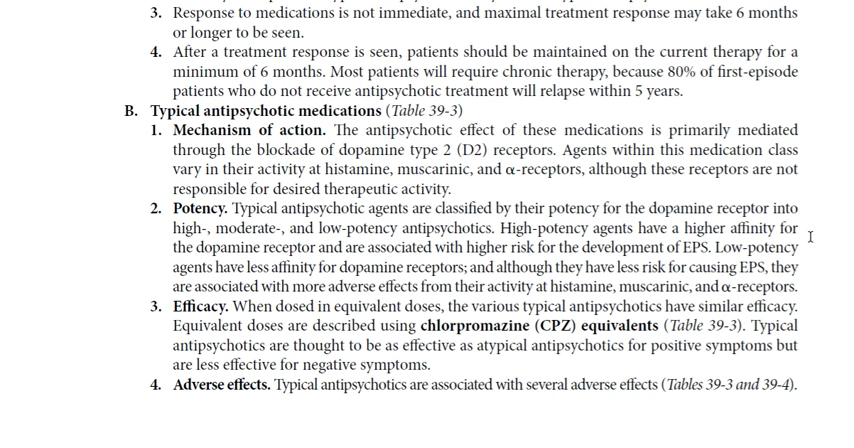 3. Response to medications is not immediate, and maximal treatment response may take 6 months
or longer to be seen.
4. After a treatment response is seen, patients should be maintained on the current therapy for a
minimum of 6 months. Most patients will require chronic therapy, because 80% of first-episode
patients who do not receive antipsychotic treatment will relapse within 5 years.
B. Typical antipsychotic medications (Table 39-3)
1. Mechanism of action. The antipsychotic effect of these medications is primarily mediated
through the blockade of dopamine type 2 (D2) receptors. Agents within this medication class
vary in their activity at histamine, muscarinic, and α-receptors, although these receptors are not
responsible for desired therapeutic activity.
2. Potency. Typical antipsychotic agents are classified by their potency for the dopamine receptor into
high-, moderate-, and low-potency antipsychotics. High-potency agents have a higher affinity for
the dopamine receptor and are associated with higher risk for the development of EPS. Low-potency
agents have less affinity for dopamine receptors; and although they have less risk for causing EPS, they
are associated with more adverse effects from their activity at histamine, muscarinic, and α-receptors.
3. Efficacy. When dosed in equivalent doses, the various typical antipsychotics have similar efficacy.
Equivalent doses are described using chlorpromazine (CPZ) equivalents (Table 39-3). Typical
antipsychotics are thought to be as effective as atypical antipsychotics for positive symptoms but
are less effective for negative symptoms.
4. Adverse effects. Typical antipsychotics are associated with several adverse effects (Tables 39-3 and 39-4).